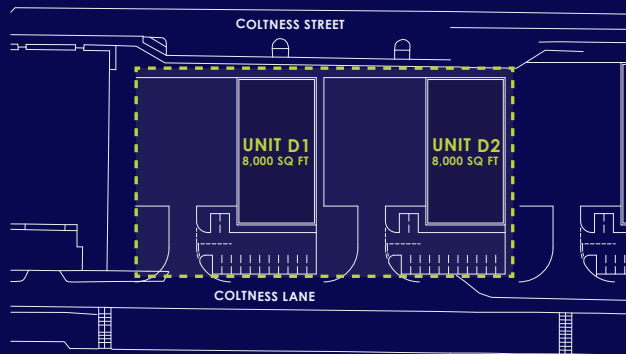 COLTNESS STREET
UNIT D1
8,000 SQ FT
UNIT D2
8,000 SQ FT
COLTNESS LANE